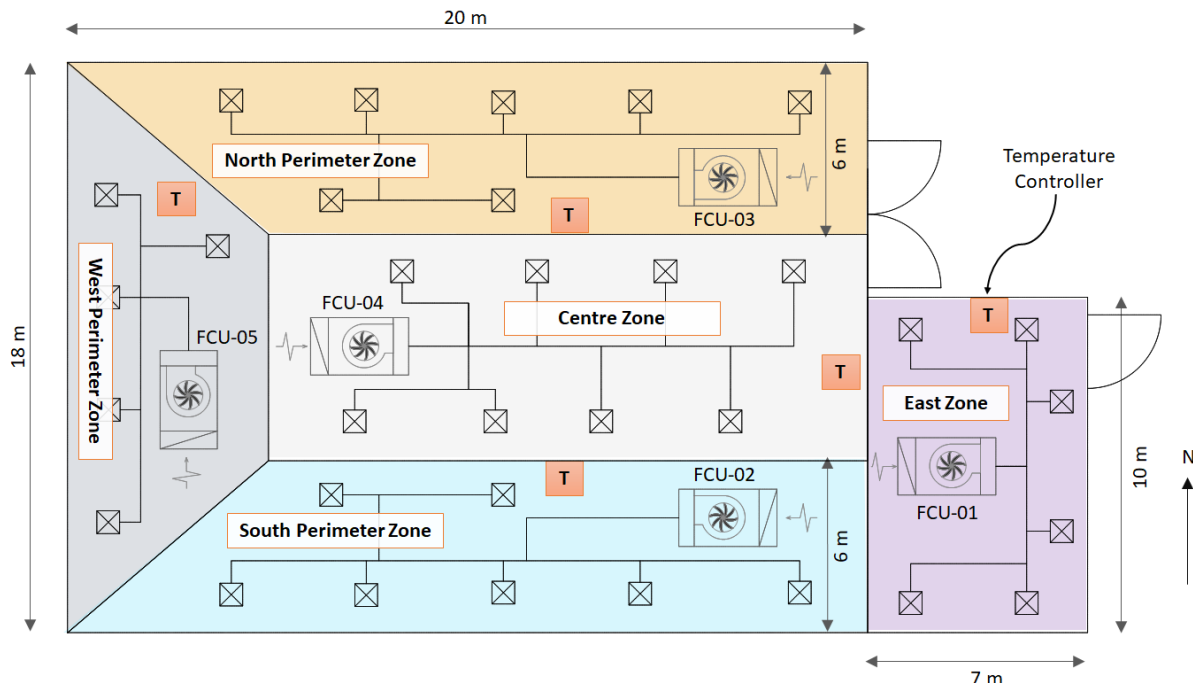 20 m
North Perimeter Zone
6 m
Temperature
Controller
T
FCU-03
T
18 m
West Perimeter Zone
FCU-05
FCU-04
Centre Zone
T
T
East Zone
FCU-01
10 m
N
T
FCU-02
South Perimeter Zone
6 m
7 m